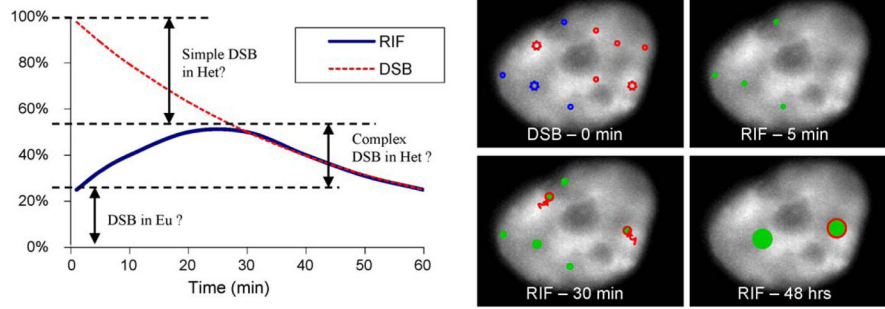 100%
80%
60%
40%
20%
0%
0
10
20
30
40
50
60
Time (min)
Simple DSB
in Het?
Complex
DSB in Het ?
DSB in Eu ?
RIF
DSB
DSB – 0 min
RIF – 5 min
RIF – 30 min
RIF – 48 hrs